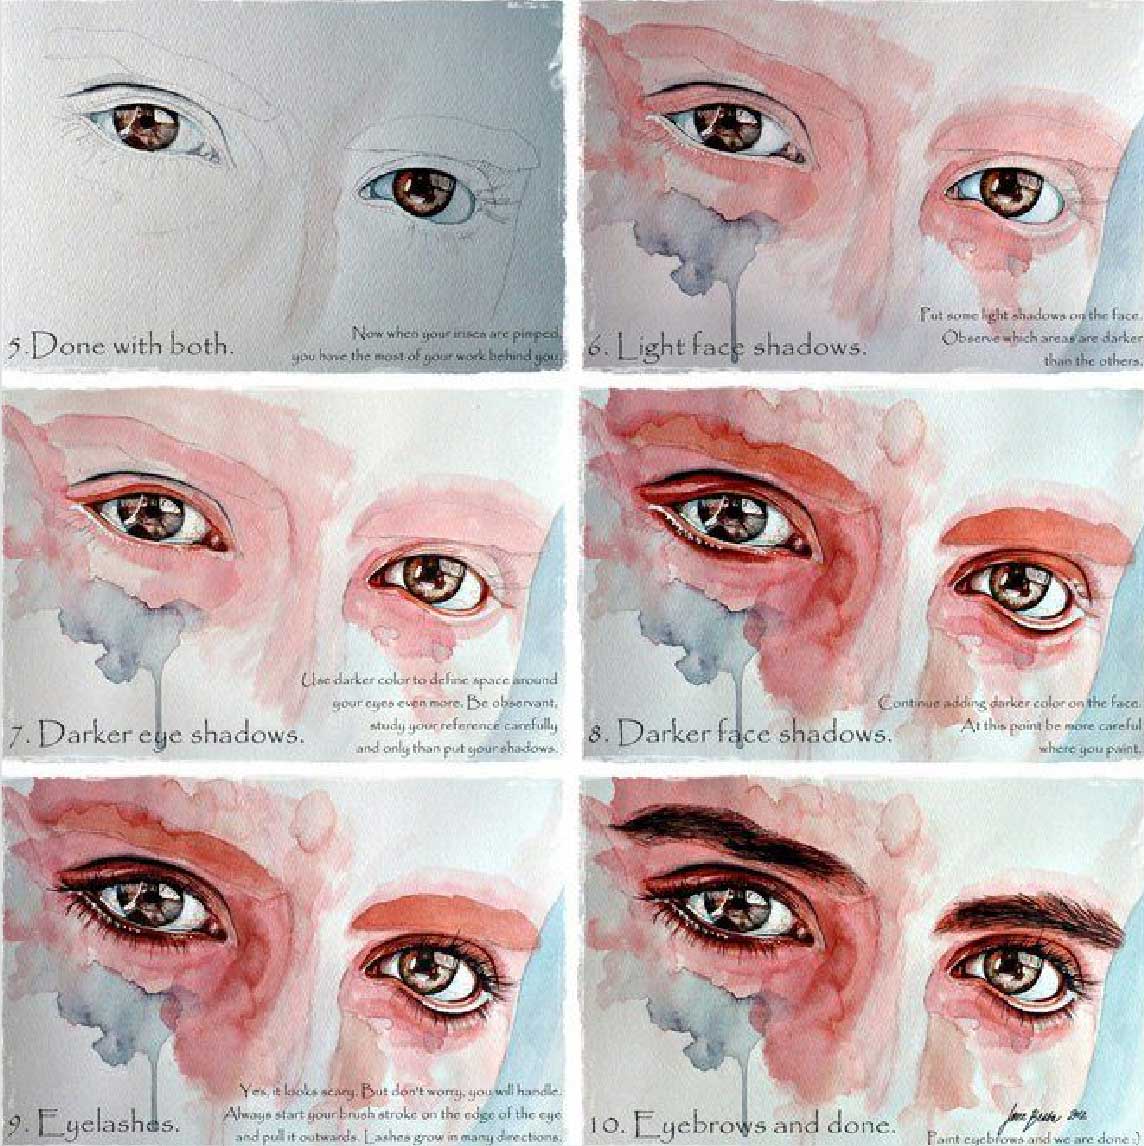 Now when your irises are pimped,
you have the most of your work behind you.
5.Done with both.
Put some light shadows on the face.
Observe which areas are darker
than the others.
6. Light face shadows.
Use darker color to define space around
your eyes even more. Be observant,
study your reference carefully
and only than put your shadows.
7. Darker eye shadows.
Continue adding darker color on the face.
At this point be more careful
where you paint.
8. Darker face shadows.
Yes, it looks scary. But don't worry, you will handle.
Always start your brush stroke on the edge of the eye
and pull it outwards. Lashes grow in many directions.
9. Eyelashes.
10. Eyebrows and done.
Paint eyebrows and we are done